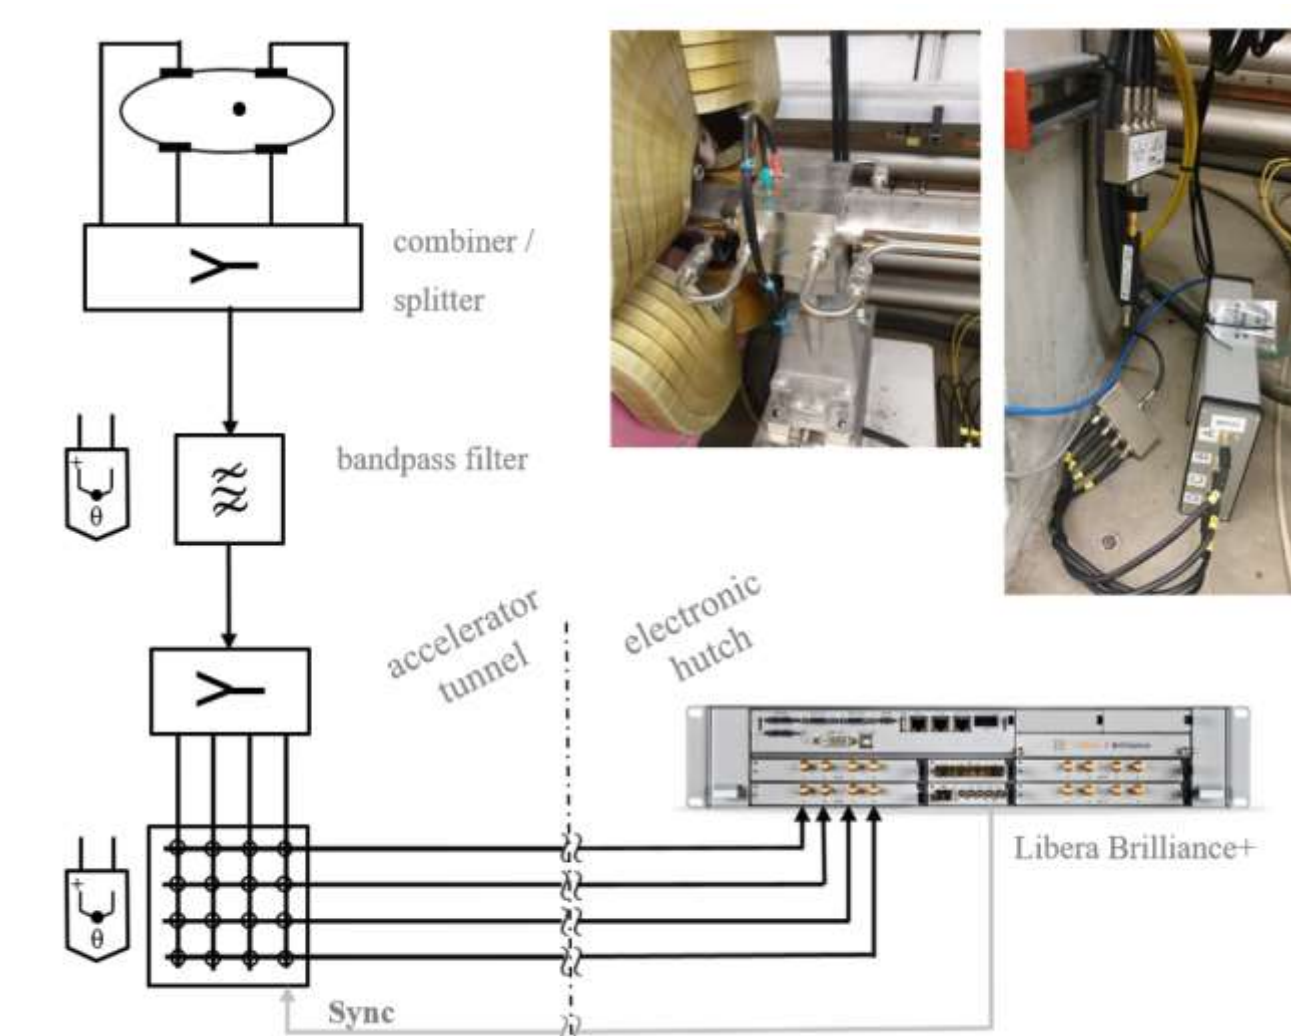 combiner /
splitter
bandpass filter
+
θ
accelerator
tunnel
electronic
hutch
Libera Brilliance+
+
θ
Sync